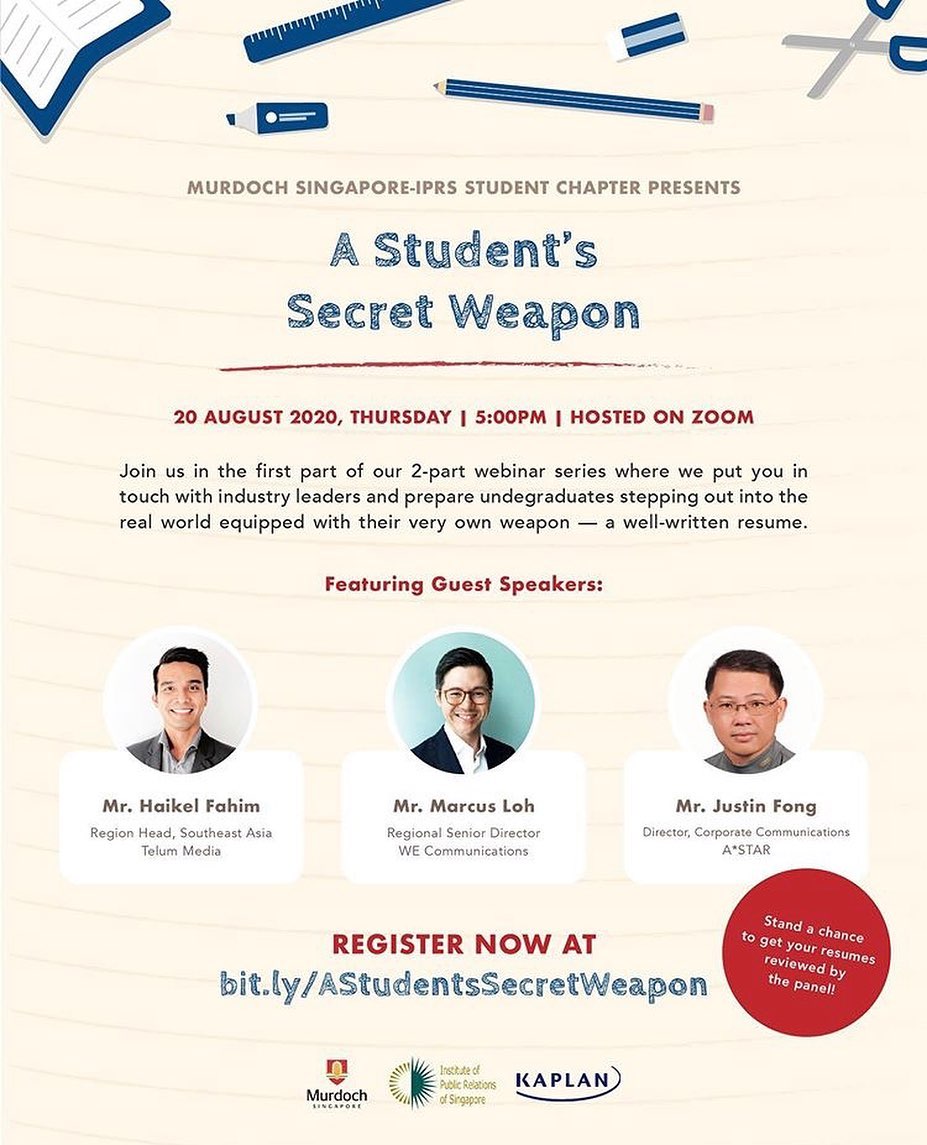 MURDOCH SINGAPORE-IPRS STUDENT CHAPTER PRESENTS
A Student's
Secret Weapon
20 AUGUST 2020, THURSDAY | 5:00PM | HOSTED ON ZOOM
Join us in the first part of our 2-part webinar series where we put you in
touch with industry leaders and prepare undegraduates stepping out into the
real world equipped with their very own weapon — a well-written resume.
Featuring Guest Speakers:
Mr. Haikel Fahim
Region Head, Southeast Asia
Telum Media
Mr. Marcus Loh
Regional Senior Director
WE Communications
Mr. Justin Fong
Director, Corporate Communications
A*STAR
Stand a chance
to get your resumes
reviewed by
the panel!
REGISTER NOW AT
bit.ly/AStudentsSecretWeapon
Murdoch
SINGAPORE
Institute of
Public Relations
of Singapore
KAPLAN